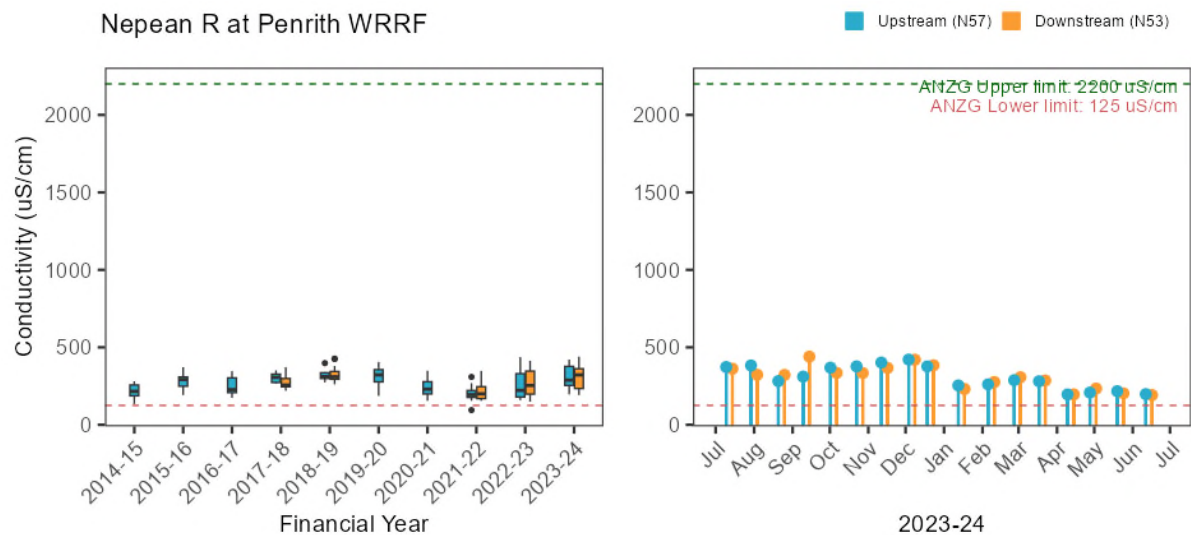 Nepean R at Penrith WRRF
Upstream (N57) Downstream (N53)
Conductivity (uS/cm)
2000
1500
1000
500
0
2014-15
2015-16
2016-17
2017-18
2018-19
2019-20
2020-21
2021-22
2022-23
2023-24
Financial Year
ANZG Upper limit: 2200 uS/cm
ANZG Lower limit: 125 uS/cm
2000
1500
1000
500
0
Jul
Aug
Sep
Oct
Nov
Dec
Jan
Feb
Mar
Apr
May
Jun
Jul
2023-24